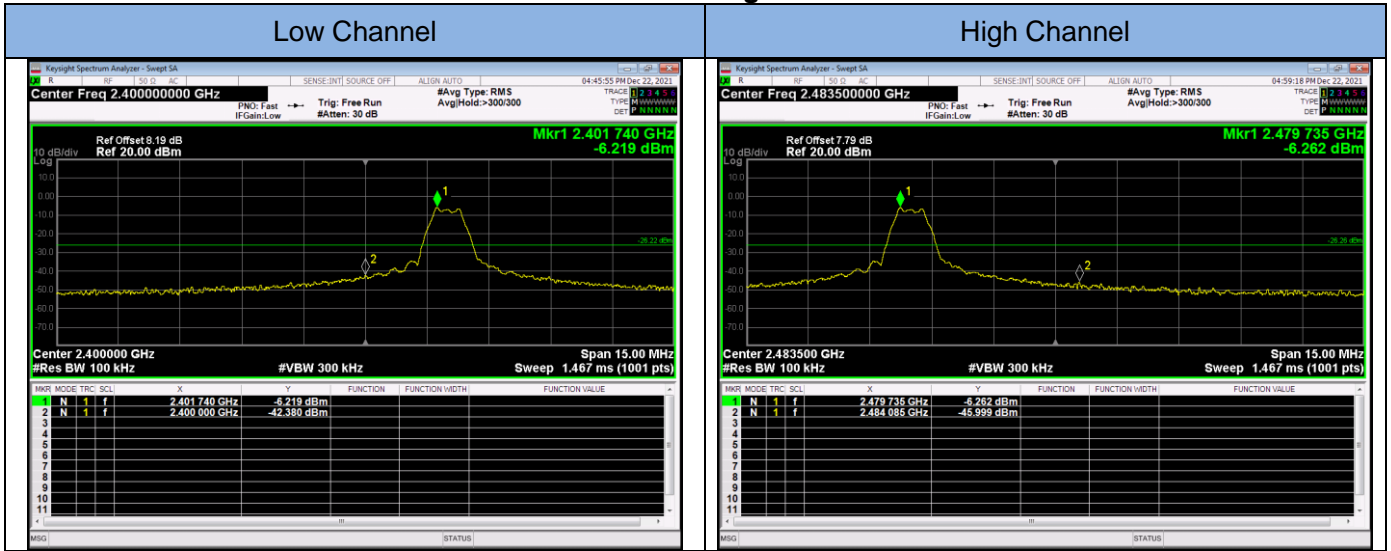 Low Channel
High Channel
Keysight Spectrum Analyzer - Swept SA
R RF 50 Ω AC SENSE:INT SOURCE OFF ALIGN AUTO 04:45:55 PM Dec 22, 2021
Center Freq 2.400000000 GHz #Avg Type: RMS TRACE 1 2 3 4 5 6
PNO: Fast Trig: Free Run Avg|Hold:>300/300 TYPE M WWWWW
IFGain:Low #Atten: 30 dB DET P N N N N N
Mkr1 2.401 740 GHz
-6.219 dBm
Ref Offset 8.19 dB
10 dB/div Ref 20.00 dBm
Log
10.0
0.00
-10.0
-20.0
-30.0
-40.0
-50.0
-60.0
-70.0
1
2
-26.22 dBm
Center 2.400000 GHz Span 15.00 MHz
#Res BW 100 kHz #VBW 300 kHz Sweep 1.467 ms (1001 pts)
MKR MODE TRC SCL X Y FUNCTION FUNCTION WIDTH FUNCTION VALUE
1 N 1 f 2.401 740 GHz -6.219 dBm
2 N 1 f 2.400 000 GHz -42.380 dBm
3
4
5
6
7
8
9
10
11
MSG STATUS
Keysight Spectrum Analyzer - Swept SA
R RF 50 Ω AC SENSE:INT SOURCE OFF ALIGN AUTO 04:59:18 PM Dec 22, 2021
Center Freq 2.483500000 GHz #Avg Type: RMS TRACE 1 2 3 4 5 6
PNO: Fast Trig: Free Run Avg|Hold:>300/300 TYPE M WWWWW
IFGain:Low #Atten: 30 dB DET P N N N N N
Mkr1 2.479 735 GHz
-6.262 dBm
Ref Offset 7.79 dB
10 dB/div Ref 20.00 dBm
Log
10.0
0.00
-10.0
-20.0
-30.0
-40.0
-50.0
-60.0
-70.0
1
2
-26.26 dBm
Center 2.483500 GHz Span 15.00 MHz
#Res BW 100 kHz #VBW 300 kHz Sweep 1.467 ms (1001 pts)
MKR MODE TRC SCL X Y FUNCTION FUNCTION WIDTH FUNCTION VALUE
1 N 1 f 2.479 735 GHz -6.262 dBm
2 N 1 f 2.484 085 GHz -45.999 dBm
3
4
5
6
7
8
9
10
11
MSG STATUS